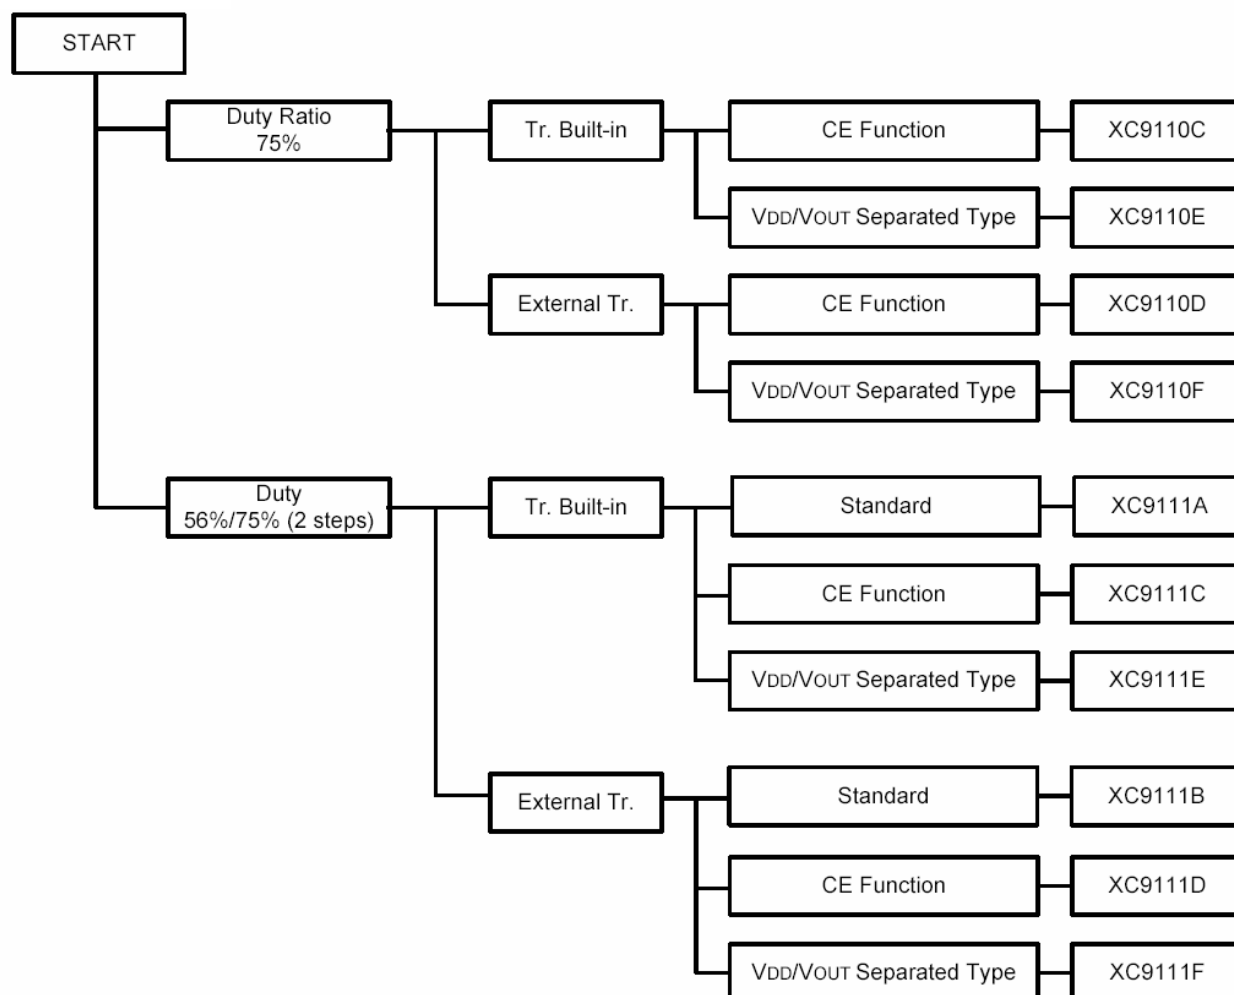 START
Duty Ratio
75%
Tr. Built-in
CE Function
XC9110C
VDD/VOUT Separated Type
XC9110E
External Tr.
CE Function
XC9110D
VDD/VOUT Separated Type
XC9110F
Duty
56%/75% (2 steps)
Tr. Built-in
Standard
XC9111A
CE Function
XC9111C
VDD/VOUT Separated Type
XC9111E
External Tr.
Standard
XC9111B
CE Function
XC9111D
VDD/VOUT Separated Type
XC9111F